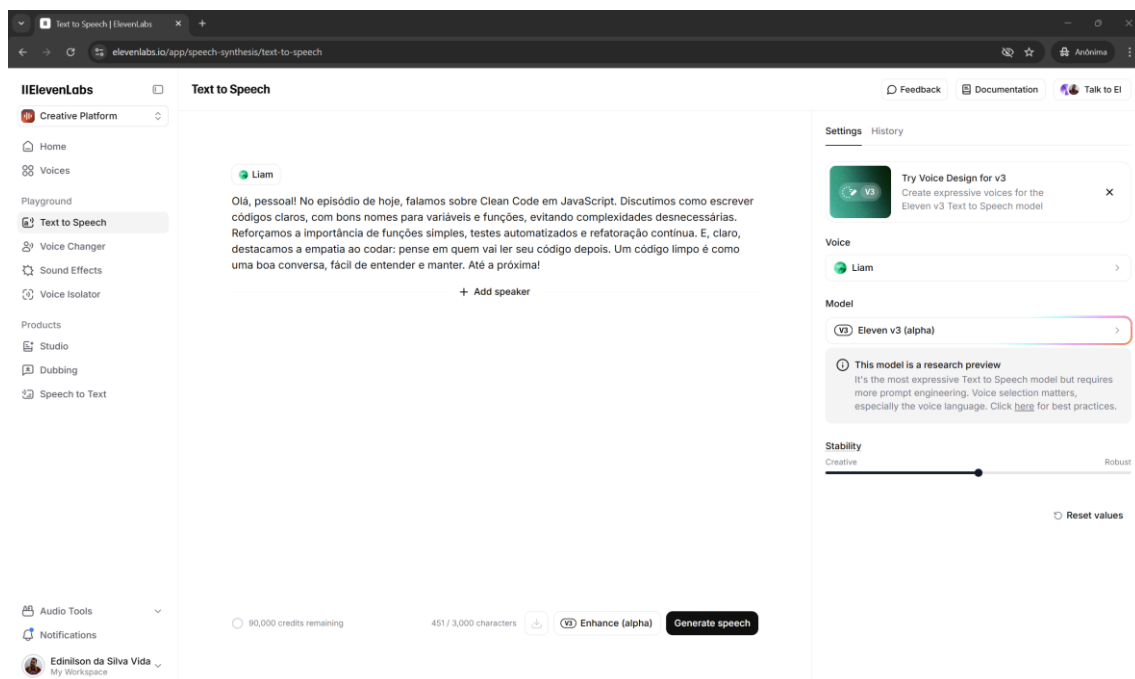 Text to Speech | ElevenLabs
elevenlabs.io/app/speech-synthesis/text-to-speech
Anônima
IIElevenLabs
Creative Platform
Home
Voices
Playground
Text to Speech
Voice Changer
Sound Effects
Voice Isolator
Products
Studio
Dubbing
Speech to Text
Audio Tools
Notifications
Edinilson da Silva Vida
My Workspace
Text to Speech
Feedback
Documentation
Talk to El
Liam
Olá, pessoal! No episódio de hoje, falamos sobre Clean Code em JavaScript. Discutimos como escrever
códigos claros, com bons nomes para variáveis e funções, evitando complexidades desnecessárias.
Reforçamos a importância de funções simples, testes automatizados e refatoração contínua. E, claro,
destacamos a empatia ao codar: pense em quem vai ler seu código depois. Um código limpo é como
uma boa conversa, fácil de entender e manter. Até a próxima!
+ Add speaker
90,000 credits remaining
451 / 3,000 characters
V3 Enhance (alpha)
Generate speech
Settings
History
V3
Try Voice Design for v3
Create expressive voices for the
Eleven v3 Text to Speech model
Voice
Liam
Model
V3 Eleven v3 (alpha)
This model is a research preview
It's the most expressive Text to Speech model but requires
more prompt engineering. Voice selection matters,
especially the voice language. Click here for best practices.
Stability
Creative
Robust
Reset values